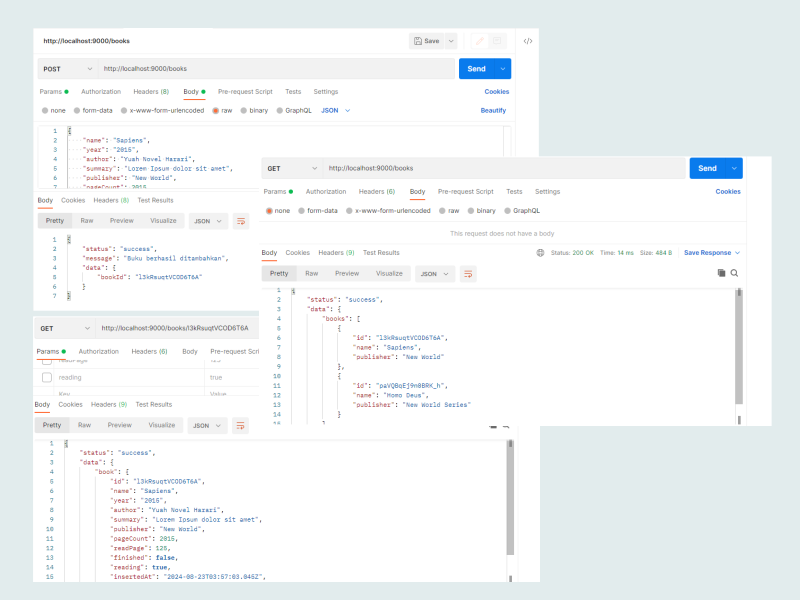 http://localhost:9000/books
Save
POST
http://localhost:9000/books
Send
Params
Authorization
Headers (8)
Body
Pre-request Script
Tests
Settings
Cookies
none
form-data
x-www-form-urlencoded
raw
binary
GraphQL
JSON
Beautify
1 {
2 "name": "Sapiens",
3 "year": "2015",
4 "author": "Yuah Novel Harari",
5 "summary": "Lorem Ipsum dolor sit amet",
6 "publisher": "New World",
7 "pageCount": 2015
Body
Cookies
Headers (8)
Test Results
Pretty
Raw
Preview
Visualize
JSON
1 {
2 "status": "success",
3 "message": "Buku berhasil ditambahkan",
4 "data": {
5 "bookId": "l3kRsuqtVCOD6T6A"
6 }
7 }
GET
http://localhost:9000/books
Send
Params
Authorization
Headers (6)
Body
Pre-request Script
Tests
Settings
Cookies
none
form-data
x-www-form-urlencoded
raw
binary
GraphQL
This request does not have a body
Body
Cookies
Headers (9)
Test Results
Status: 200 OK
Time: 14 ms
Size: 484 B
Save Response
Pretty
Raw
Preview
Visualize
JSON
1 {
2 "status": "success",
3 "data": {
4 "books": [
5 {
6 "id": "l3kRsuqtVCOD6T6A",
7 "name": "Sapiens",
8 "publisher": "New World"
9 },
10 {
11 "id": "paVQBqEj9n8BRK_h",
12 "name": "Homo Deus",
13 "publisher": "New World Series"
14 }
GET
http://localhost:9000/books/l3kRsuqtVCOD6T6A
Params
Authorization
Headers (6)
Body
Pre-request Scri
reading
true
Key
Value
Body
Cookies
Headers (9)
Test Results
Pretty
Raw
Preview
Visualize
JSON
1 {
2 "status": "success",
3 "data": {
4 "book": {
5 "id": "l3kRsuqtVCOD6T6A",
6 "name": "Sapiens",
7 "year": "2015",
8 "author": "Yuah Novel Harari",
9 "summary": "Lorem Ipsum dolor sit amet",
10 "publisher": "New World",
11 "pageCount": 2015,
12 "readPage": 125,
13 "finished": false,
14 "reading": true,
15 "insertedAt": "2024-08-23T03:57:03.045Z",